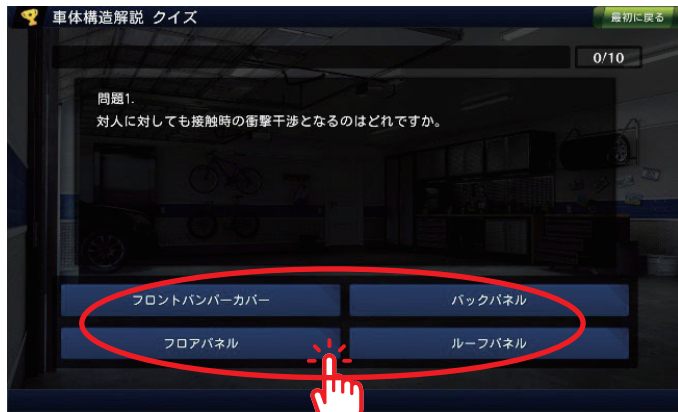 車体構造解説 クイズ
最初に戻る
0/10
問題1.
対人に対しても接触時の衝撃干渉となるのはどれですか。
フロントバンパーカバー
バックパネル
フロアパネル
ルーフパネル